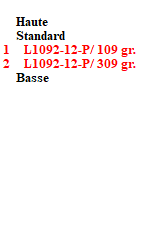 Haute
Standard
1 L1092-12-P/ 109 gr.
2 L1092-12-P/ 309 gr.
Basse